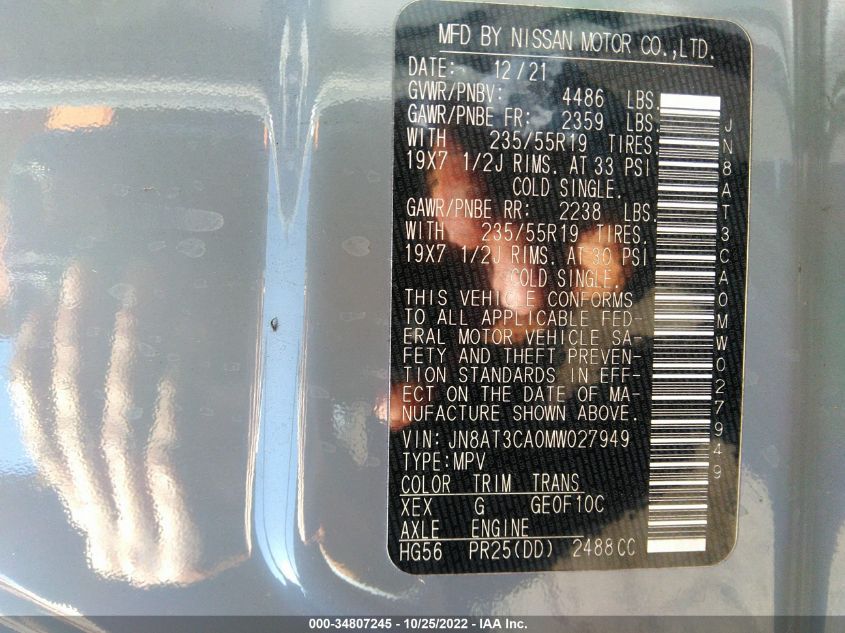 MFD BY NISSAN MOTOR CO.,LTD.
DATE: 12/21
GVWR/PNBV: 4486 LBS.
GAWR/PNBE FR: 2359 LBS.
WITH 235/55R19 TIRES.
19X7 1/2J RIMS. AT 33 PSI
COLD SINGLE.
GAWR/PNBE RR: 2238 LBS.
WITH 235/55R19 TIRES.
19X7 1/2J RIMS. AT 30 PSI
COLD SINGLE.
THIS VEHICLE CONFORMS
TO ALL APPLICABLE FED-
ERAL MOTOR VEHICLE SA-
FETY AND THEFT PREVEN-
TION STANDARDS IN EFF-
ECT ON THE DATE OF MA-
NUFACTURE SHOWN ABOVE.
VIN: JN8AT3CA0MW027949
TYPE:MPV
COLOR TRIM TRANS
XEX G GE0F10C
AXLE ENGINE
HG56 PR25(DD) 2488CC
JN8AT3CA0MW027949
000-34807245 - 10/25/2022 - IAA Inc.